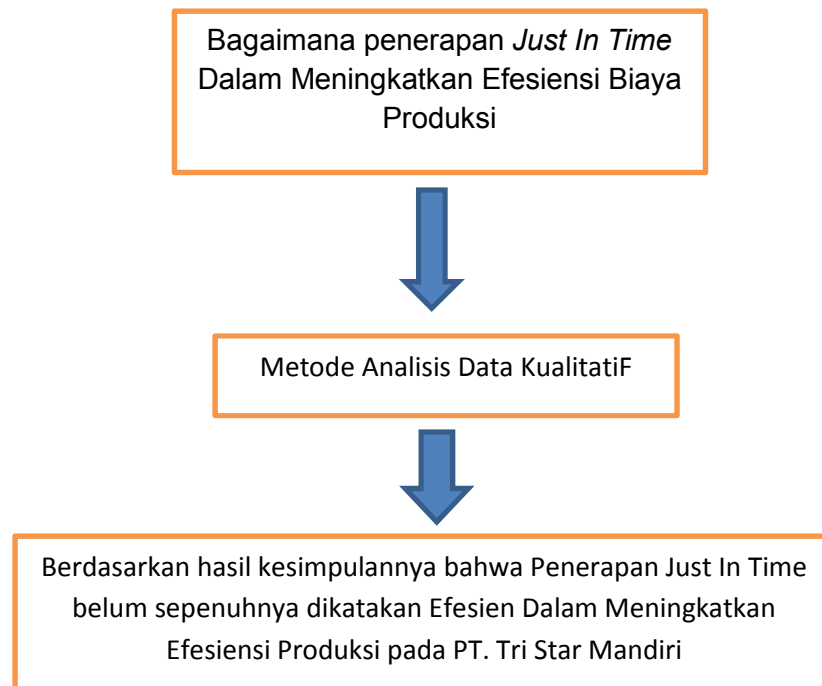 Bagaimana penerapan Just In Time
Dalam Meningkatkan Efesiensi Biaya
Produksi
Metode Analisis Data KualitatiF
Berdasarkan hasil kesimpulannya bahwa Penerapan Just In Time
belum sepenuhnya dikatakan Efesien Dalam Meningkatkan
Efesiensi Produksi pada PT. Tri Star Mandiri